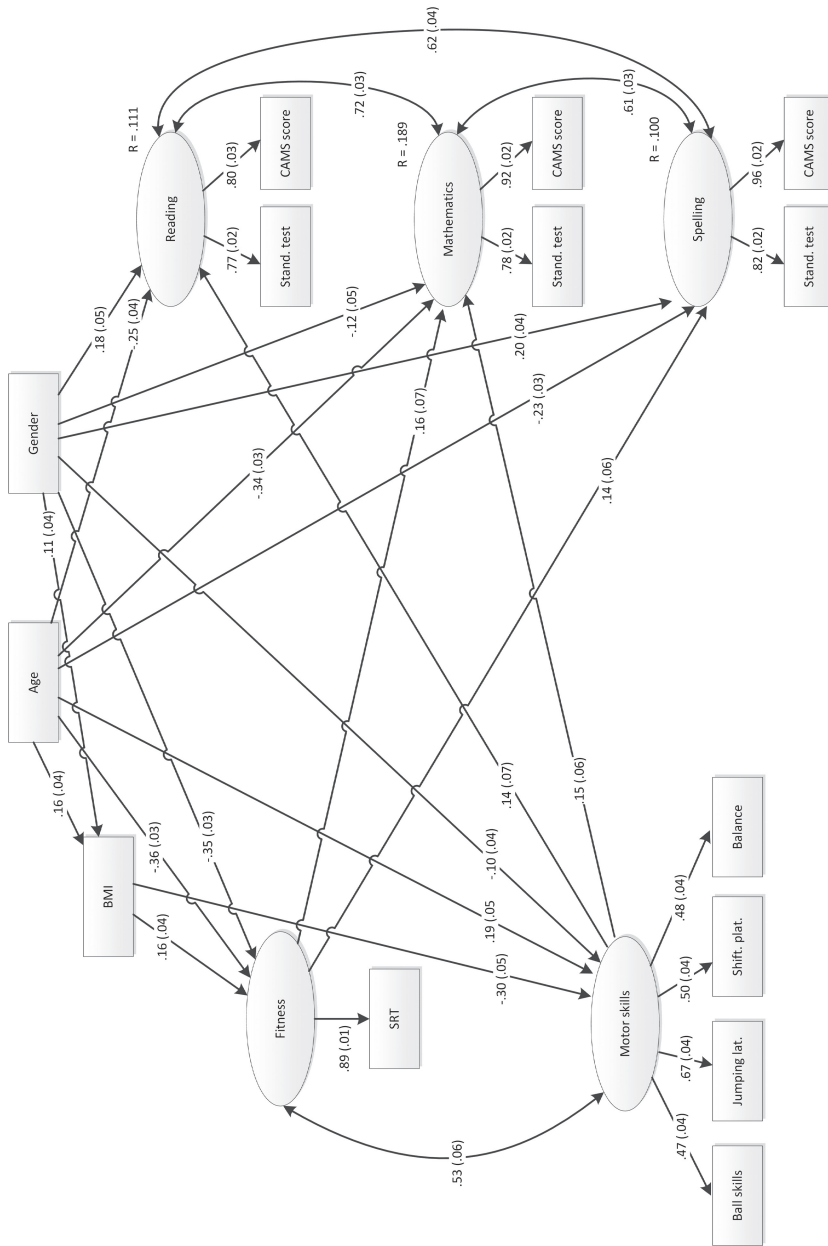 Gender
Age
BMI
Fitness
SRT
Motor skills
Ball skills
Jumping lat.
Shift. plat.
Balance
Reading
R = .111
Stand. test
CAMS score
Mathematics
R = .189
Stand. test
CAMS score
Spelling
R = .100
Stand. test
CAMS score
.16 (.04)
.11 (.04)
.18 (.05)
-.25 (.04)
-.12 (.05)
.20 (.04)
-.34 (.03)
-.23 (.03)
-.36 (.03)
-.35 (.03)
.16 (.04)
-.30 (.05)
.19 (.05
-.10 (.04)
.16 (.07)
.14 (.06)
.14 (.07)
.15 (.06)
.89 (.01)
.53 (.06)
.47 (.04)
.67 (.04)
.50 (.04)
.48 (.04)
.77 (.02)
.80 (.03)
.78 (.02)
.92 (.02)
.82 (.02)
.96 (.02)
.72 (.03)
.61 (.03)
.62 (.04)